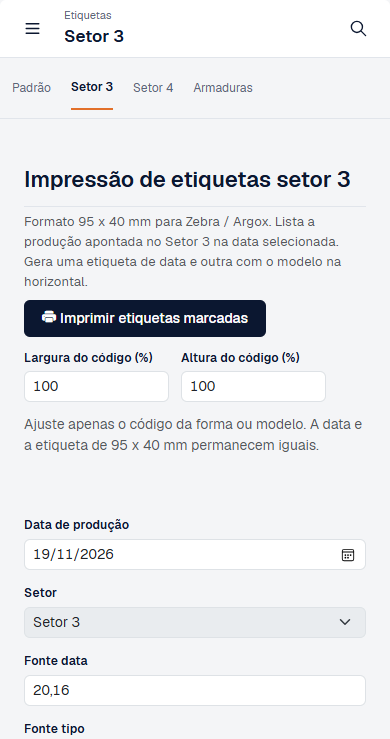 Etiquetas
Setor 3
Padrão Setor 3 Setor 4 Armaduras
Impressão de etiquetas setor 3
Formato 95 x 40 mm para Zebra / Argox. Lista a
produção apontada no Setor 3 na data selecionada.
Gera uma etiqueta de data e outra com o modelo na
horizontal.
Imprimir etiquetas marcadas
Largura do código (%) Altura do código (%)
100 100
Ajuste apenas o código da forma ou modelo. A data e
a etiqueta de 95 x 40 mm permanecem iguais.
Data de produção
19/11/2026
Setor
Setor 3
Fonte data
20,16
Fonte tipo